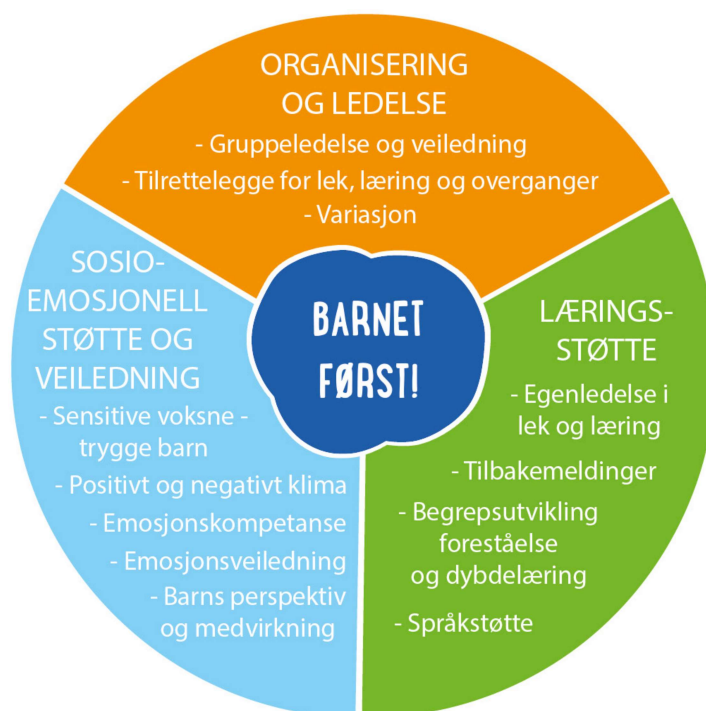 ORGANISERING
OG LEDELSE
- Gruppeledelse og veiledning
- Tilrettelegge for lek, læring og overganger
- Variasjon
SOSIO-
EMOSJONELL
STØTTE OG
VEILEDNING
- Sensitive voksne -
trygge barn
- Positivt og negativt klima
- Emosjonskompetanse
- Emosjonsveiledning
- Barns perspektiv
og medvirkning
BARNET
FØRST!
LÆRINGS-
STØTTE
- Egenledelse i
lek og læring
- Tilbakemeldinger
- Begrepsutvikling
foreståelse
og dybdelæring
- Språkstøtte